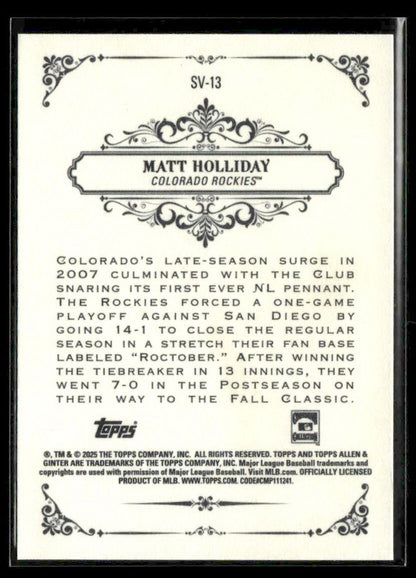 SV-13
MATT HOLLIDAY
COLORADO ROCKIES™
COLORADO'S LATE-SEASON SURGE IN
2007 CULMINATED WITH THE CLUB
SNARING ITS FIRST EVER NL PENNANT.
THE ROCKIES FORCED A ONE-GAME
PLAYOFF AGAINST SAN DIEGO BY
GOING 14-1 TO CLOSE THE REGULAR
SEASON IN A STRETCH THEIR FAN BASE
LABELED “ROCTOBER.” AFTER WINNING
THE TIEBREAKER IN 13 INNINGS, THEY
WENT 7-0 IN THE POSTSEASON ON
THEIR WAY TO THE FALL CLASSIC.
Topps
®, TM & © 2025 THE TOPPS COMPANY, INC. ALL RIGHTS RESERVED. TOPPS AND TOPPS ALLEN &
GINTER ARE TRADEMARKS OF THE TOPPS COMPANY, INC. Major League Baseball trademarks and
copyrights are used with permission of Major League Baseball. Visit MLB.com. OFFICIALLY LICENSED
PRODUCT OF MLB. WWW.TOPPS.COM. CODE#CMP111241.